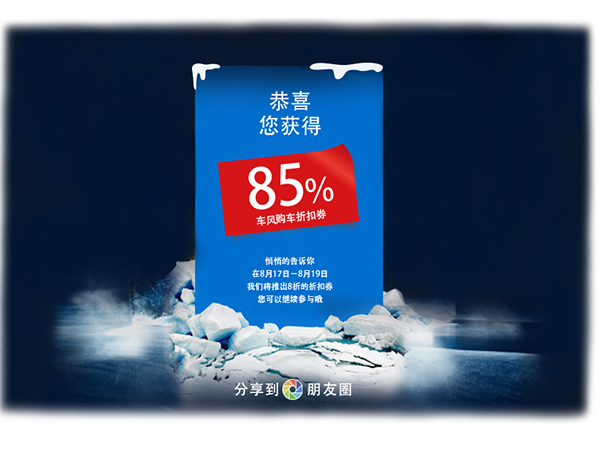 恭喜
您获得
85%
车风购车折扣券
悄悄的告诉你
在8月17日－8月19日
我们将推出8折的折扣券
您可以继续参与哦
分享到 朋友圈